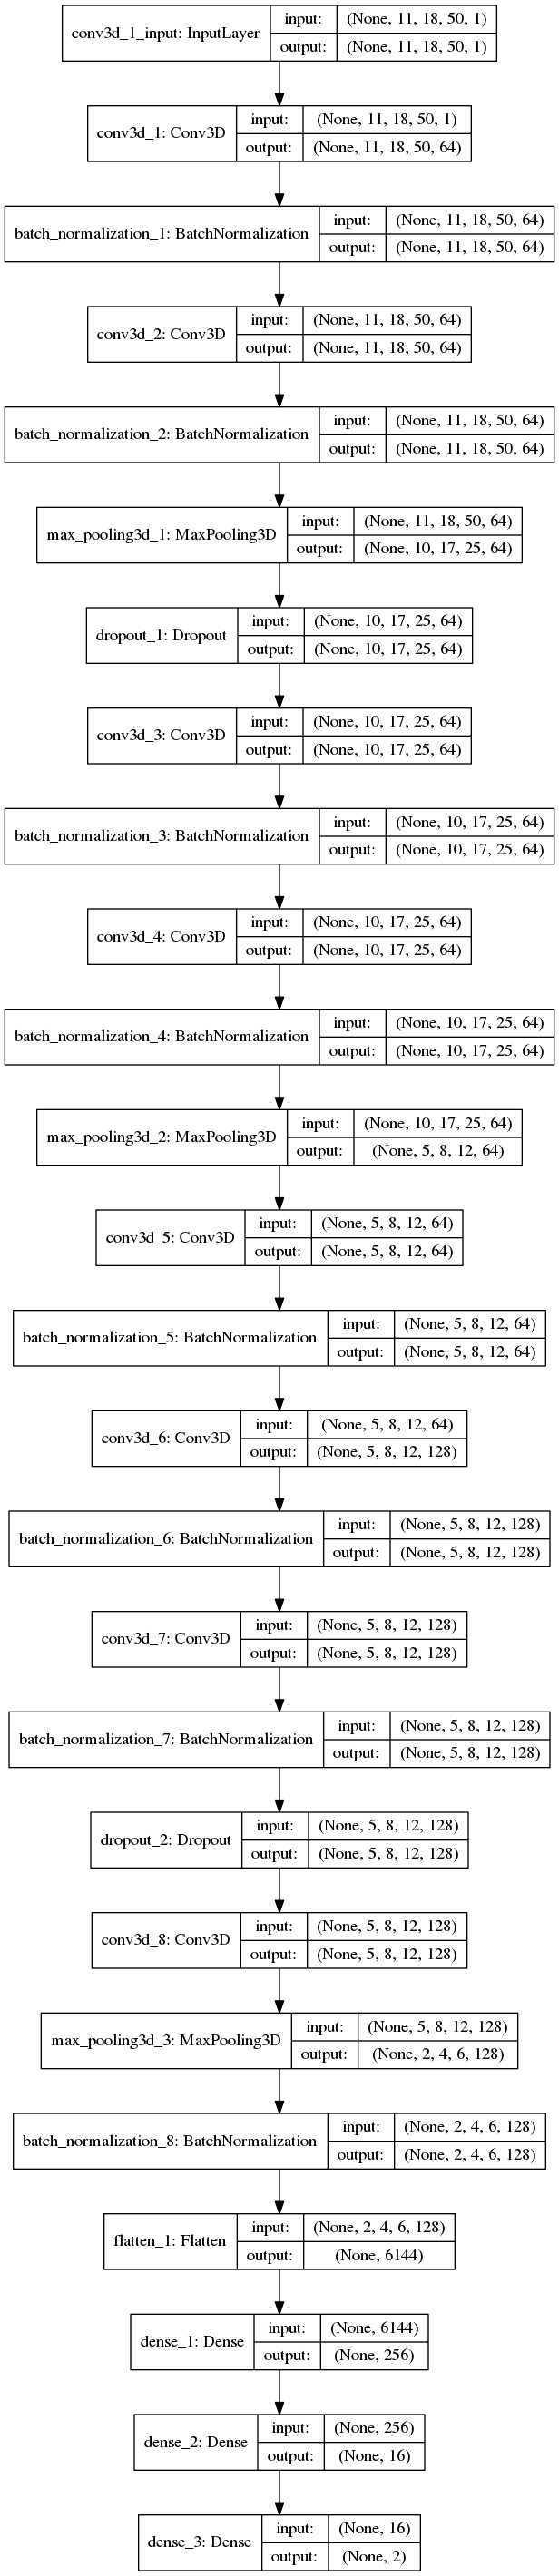 conv3d_1_input: InputLayer
input: (None, 11, 18, 50, 1)
output: (None, 11, 18, 50, 1)
conv3d_1: Conv3D
input: (None, 11, 18, 50, 1)
output: (None, 11, 18, 50, 64)
batch_normalization_1: BatchNormalization
input: (None, 11, 18, 50, 64)
output: (None, 11, 18, 50, 64)
conv3d_2: Conv3D
input: (None, 11, 18, 50, 64)
output: (None, 11, 18, 50, 64)
batch_normalization_2: BatchNormalization
input: (None, 11, 18, 50, 64)
output: (None, 11, 18, 50, 64)
max_pooling3d_1: MaxPooling3D
input: (None, 11, 18, 50, 64)
output: (None, 10, 17, 25, 64)
dropout_1: Dropout
input: (None, 10, 17, 25, 64)
output: (None, 10, 17, 25, 64)
conv3d_3: Conv3D
input: (None, 10, 17, 25, 64)
output: (None, 10, 17, 25, 64)
batch_normalization_3: BatchNormalization
input: (None, 10, 17, 25, 64)
output: (None, 10, 17, 25, 64)
conv3d_4: Conv3D
input: (None, 10, 17, 25, 64)
output: (None, 10, 17, 25, 64)
batch_normalization_4: BatchNormalization
input: (None, 10, 17, 25, 64)
output: (None, 10, 17, 25, 64)
max_pooling3d_2: MaxPooling3D
input: (None, 10, 17, 25, 64)
output: (None, 5, 8, 12, 64)
conv3d_5: Conv3D
input: (None, 5, 8, 12, 64)
output: (None, 5, 8, 12, 64)
batch_normalization_5: BatchNormalization
input: (None, 5, 8, 12, 64)
output: (None, 5, 8, 12, 64)
conv3d_6: Conv3D
input: (None, 5, 8, 12, 64)
output: (None, 5, 8, 12, 128)
batch_normalization_6: BatchNormalization
input: (None, 5, 8, 12, 128)
output: (None, 5, 8, 12, 128)
conv3d_7: Conv3D
input: (None, 5, 8, 12, 128)
output: (None, 5, 8, 12, 128)
batch_normalization_7: BatchNormalization
input: (None, 5, 8, 12, 128)
output: (None, 5, 8, 12, 128)
dropout_2: Dropout
input: (None, 5, 8, 12, 128)
output: (None, 5, 8, 12, 128)
conv3d_8: Conv3D
input: (None, 5, 8, 12, 128)
output: (None, 5, 8, 12, 128)
max_pooling3d_3: MaxPooling3D
input: (None, 5, 8, 12, 128)
output: (None, 2, 4, 6, 128)
batch_normalization_8: BatchNormalization
input: (None, 2, 4, 6, 128)
output: (None, 2, 4, 6, 128)
flatten_1: Flatten
input: (None, 2, 4, 6, 128)
output: (None, 6144)
dense_1: Dense
input: (None, 6144)
output: (None, 256)
dense_2: Dense
input: (None, 256)
output: (None, 16)
dense_3: Dense
input: (None, 16)
output: (None, 2)